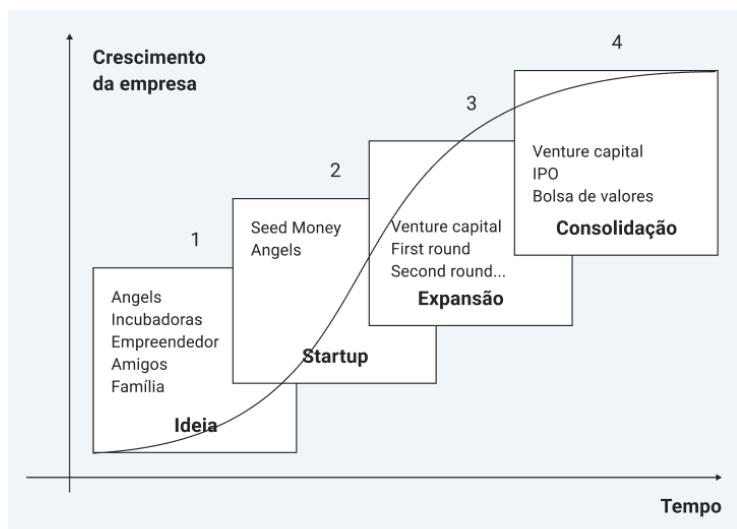 Crescimento
da empresa
1
2
3
4
Angels
Incubadoras
Empreendedor
Amigos
Família
Ideia
Seed Money
Angels
Startup
Venture capital
First round
Second round...
Expansão
Venture capital
IPO
Bolsa de valores
Consolidação
Tempo